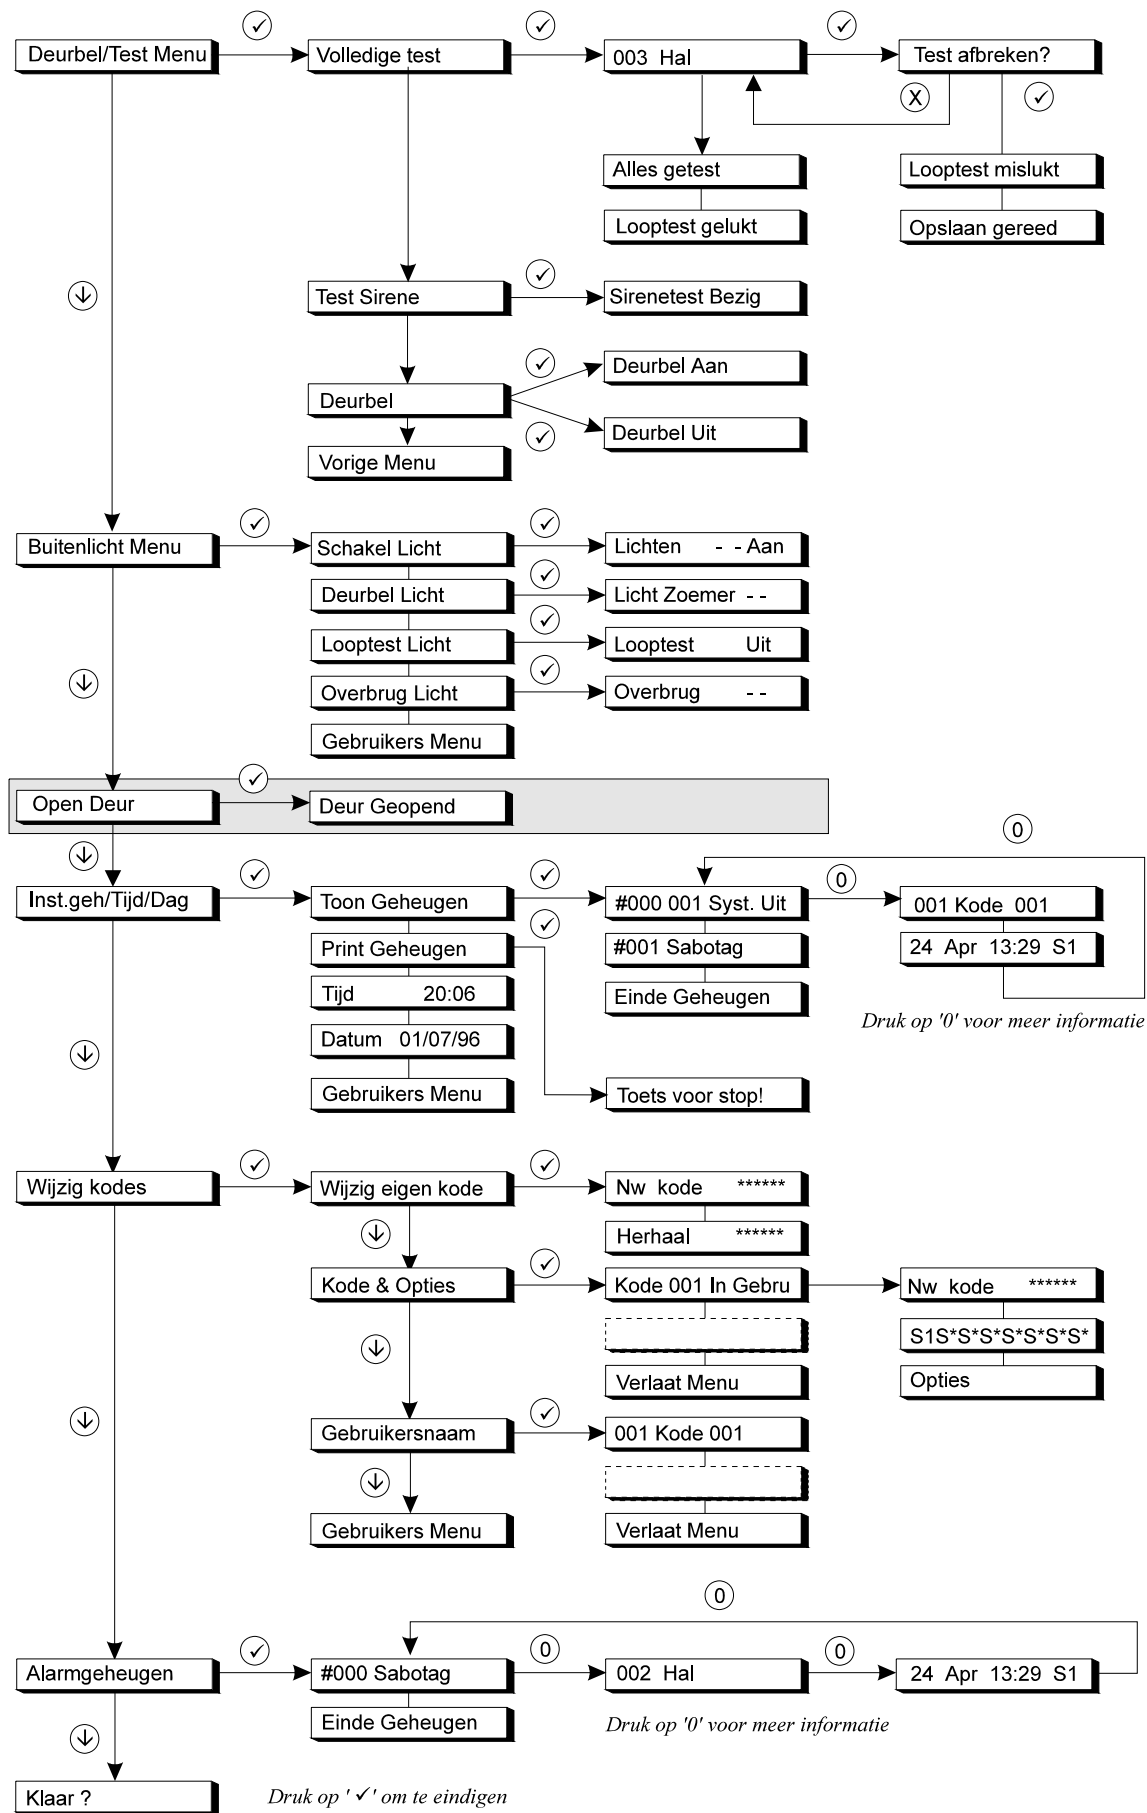 Deurbel/Test Menu
Volledige test
003 Hal
Test afbreken?
X
Alles getest
Looptest mislukt
Looptest gelukt
Opslaan gereed
Test Sirene
Sirenetest Bezig
Deurbel Aan
Deurbel
Deurbel Uit
Vorige Menu
Buitenlicht Menu
Schakel Licht
Lichten - - Aan
Deurbel Licht
Licht Zoemer - -
Looptest Licht
Looptest Uit
Overbrug Licht
Overbrug - -
Gebruikers Menu
Open Deur
Deur Geopend
0
Inst.geh/Tijd/Dag
Toon Geheugen
#000 001 Syst. Uit
0
001 Kode 001
Print Geheugen
#001 Sabotag
24 Apr 13:29 S1
Tijd 20:06
Einde Geheugen
Druk op '0' voor meer informatie
Datum 01/07/96
Gebruikers Menu
Toets voor stop!
Wijzig kodes
Wijzig eigen kode
Nw kode ******
Herhaal ******
Kode & Opties
Kode 001 In Gebru
Nw kode ******
S1S*S*S*S*S*S*S*
Verlaat Menu
Opties
Gebruikersnaam
001 Kode 001
Gebruikers Menu
Verlaat Menu
0
Alarmgeheugen
#000 Sabotag
0
002 Hal
0
24 Apr 13:29 S1
Einde Geheugen
Druk op '0' voor meer informatie
Klaar ?
Druk op ' ✓' om te eindigen